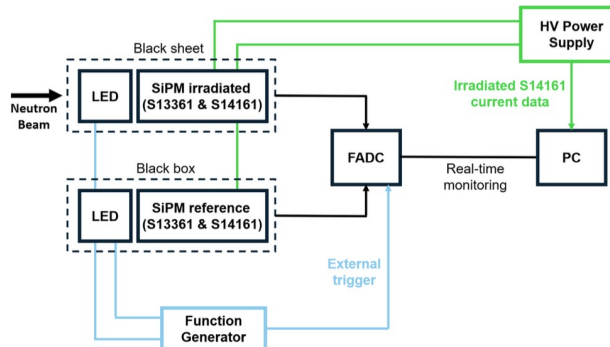 HV Power
Supply
Black sheet
LED
SiPM irradiated
(S13361 & S14161)
Neutron
Beam
Irradiated S14161
current data
FADC
Real-time
monitoring
PC
Black box
LED
SiPM reference
(S13361 & S14161)
External
trigger
Function
Generator